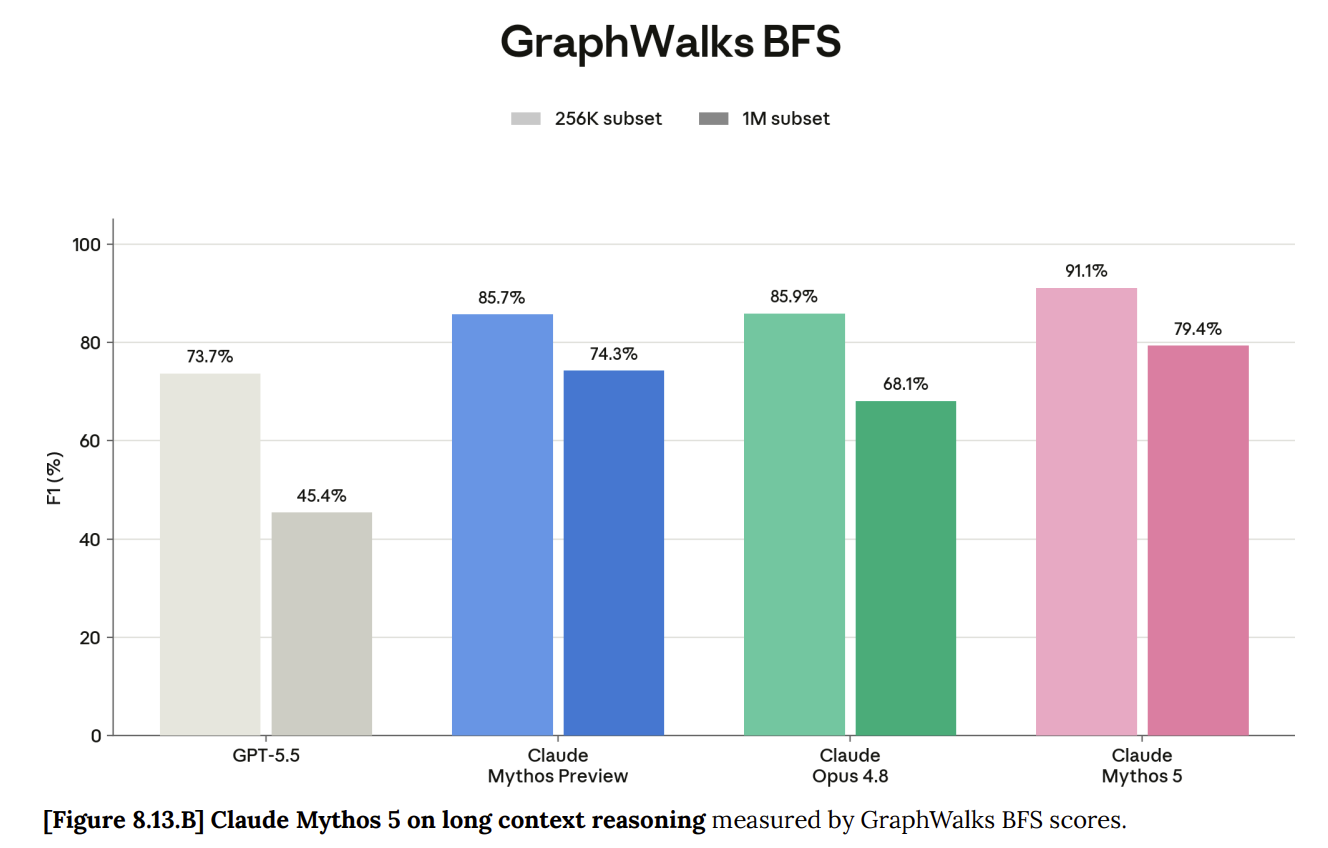 GraphWalks BFS
256K subset 1M subset
100
80
60
40
20
0
F1 (%)
73.7%
45.4%
85.7%
74.3%
85.9%
68.1%
91.1%
79.4%
GPT-5.5
Claude
Mythos Preview
Claude
Opus 4.8
Claude
Mythos 5
[Figure 8.13.B] Claude Mythos 5 on long context reasoning measured by GraphWalks BFS scores.